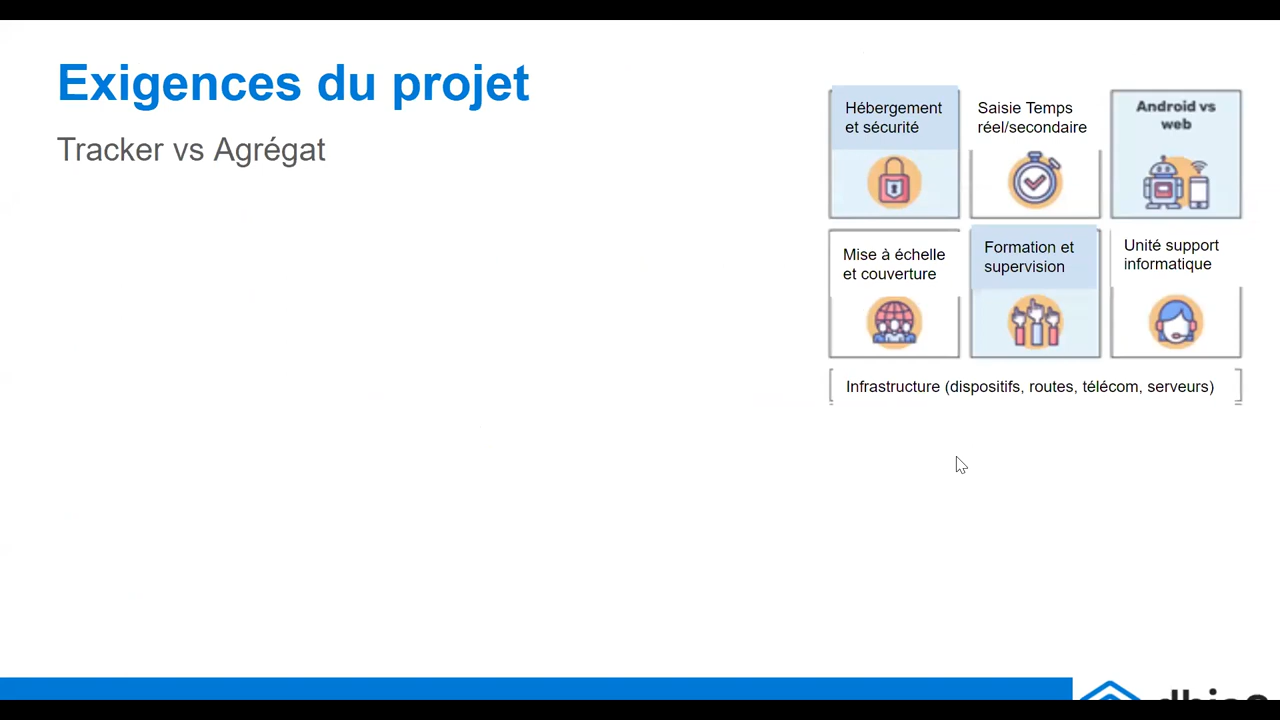 Exigences du projet
Tracker vs Agrégat
Hébergement
et sécurité
Saisie Temps
réel/secondaire
Android vs
web
Mise à échelle
et couverture
Formation et
supervision
Unité support
informatique
Infrastructure (dispositifs, routes, télécom, serveurs)